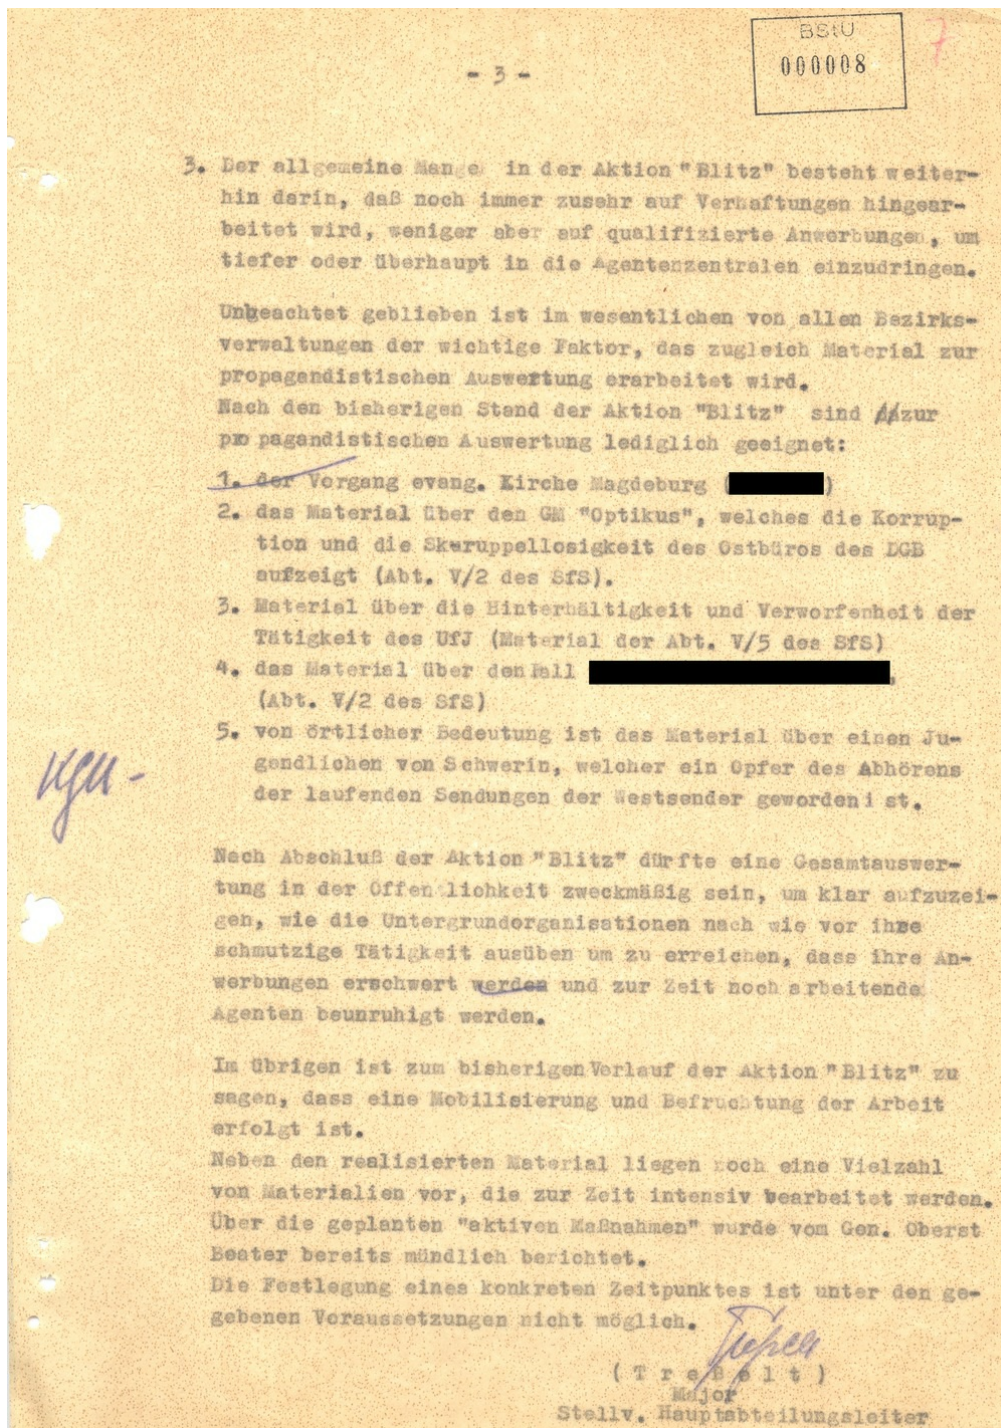 BStU
000008
7
- 3 -
3. Der allgemeine Mange in der Aktion "Blitz" besteht weiter-
hin darin, daß noch immer zusehr auf Verhaftungen hingear-
beitet wird, weniger aber auf qualifizierte Anwerbungen, um
tiefer oder überhaupt in die Agentenzentralen einzudringen.
Unbeachtet geblieben ist im wesentlichen von allen Bezirks-
verwaltungen der wichtige Faktor, das zugleich Material zur
propagandistischen Auswertung erarbeitet wird.
Nach den bisherigen Stand der Aktion "Blitz" sind zur
propagandistischen Auswertung lediglich geeignet:
1. der Vorgang evang. Kirche Magdeburg ( )
2. das Material über den GM "Optikus", welches die Korrup-
tion und die Skeruppellosigkeit des Ostbüros des DGB
aufzeigt (Abt. V/2 des SfS).
3. Material über die Hinterhältigkeit und Verworfenheit der
Tätigkeit des UfJ (Material der Abt. V/5 des SfS)
4. das Material über den Fall ,
(Abt. V/2 des SfS)
5. von örtlicher Bedeutung ist das Material über einen Ju-
gendlichen von Schwerin, welcher ein Opfer des Abhörens
der laufenden Sendungen der Westsender geworden i st.
Nach Abschluß der Aktion "Blitz" dürfte eine Gesamtauswer-
tung in der Öffentlichkeit zweckmäßig sein, um klar aufzuzei-
gen, wie die Untergrundorganisationen nach wie vor ihre
schmutzige Tätigkeit ausüben um zu erreichen, dass ihre An-
werbungen erschwert werden und zur Zeit noch arbeitende
Agenten beunruhigt werden.
Im übrigen ist zum bisherigen Verlauf der Aktion "Blitz" zu
sagen, dass eine Mobilisierung und Befruchtung der Arbeit
erfolgt ist.
Neben den realisierten Material liegen noch eine Vielzahl
von Materialien vor, die zur Zeit intensiv bearbeitet werden.
Über die geplanten "aktiven Maßnahmen" wurde vom Gen. Oberst
Beater bereits mündlich berichtet.
Die Festlegung eines konkreten Zeitpunktes ist unter den ge-
gebenen Voraussetzungen nicht möglich.
( T r e ß e l t )
Major
Stellv. Hauptabteilungsleiter